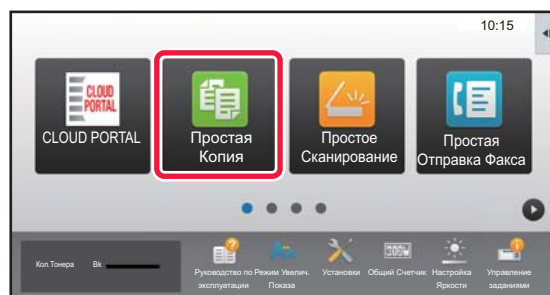 10:15
CLOUD
PORTAL
CLOUD PORTAL
Простая
Копия
Простое
Сканирование
Простая
Отправка Факса
Кол.Тонера Bk
Руководство по
эксплуатации
Режим Увелич.
Показа
Установки
Общий Счетчик
Настройка
Яркости
Управление
заданиями